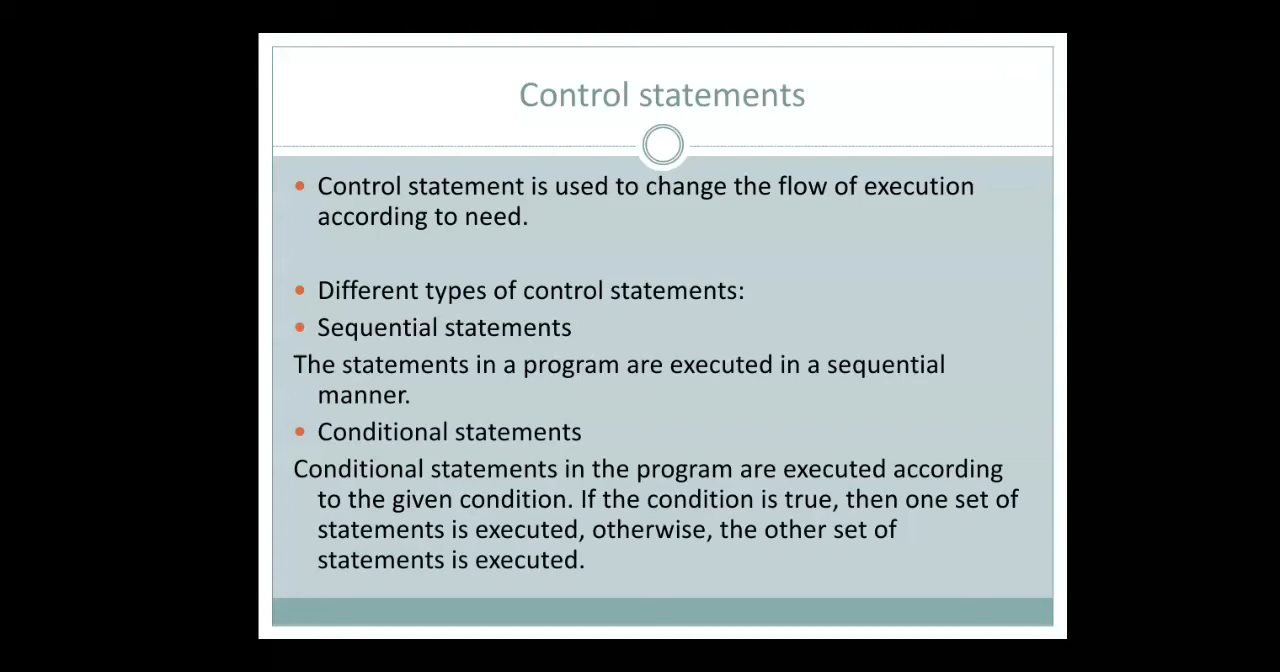 Control statements
• Control statement is used to change the flow of execution
according to need.
• Different types of control statements:
• Sequential statements
The statements in a program are executed in a sequential
manner.
• Conditional statements
Conditional statements in the program are executed according
to the given condition. If the condition is true, then one set of
statements is executed, otherwise, the other set of
statements is executed.